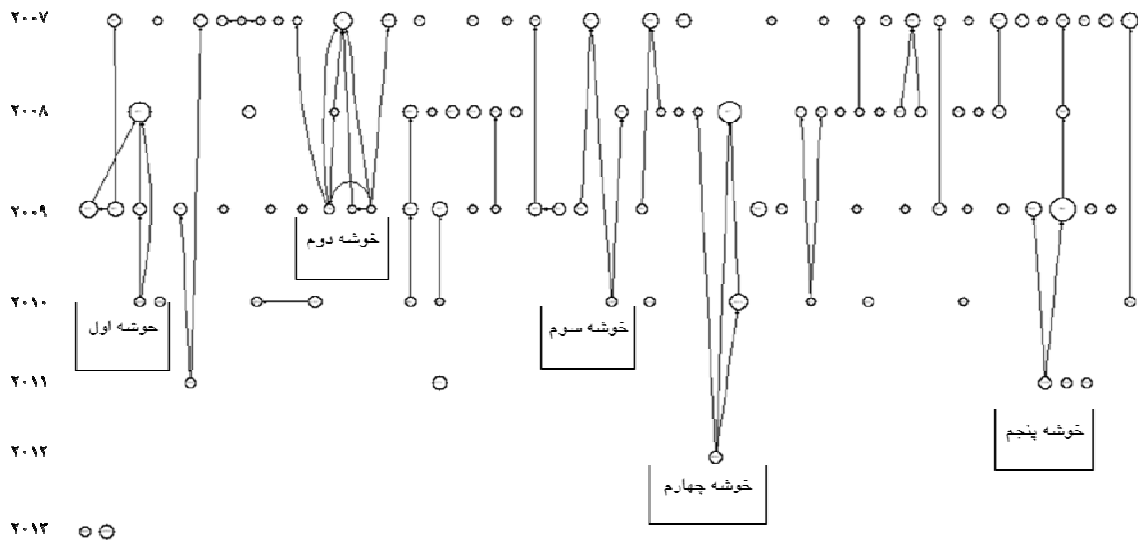 ۲۰۰۷
۲۰۰۸
۲۰۰۹
خوشه دوم
۲۰۱۰
خوشه سوم
خوشه اول
۲۰۱۱
خوشه پنجم
۲۰۱۲
خوشه چهارم
۲۰۱۳